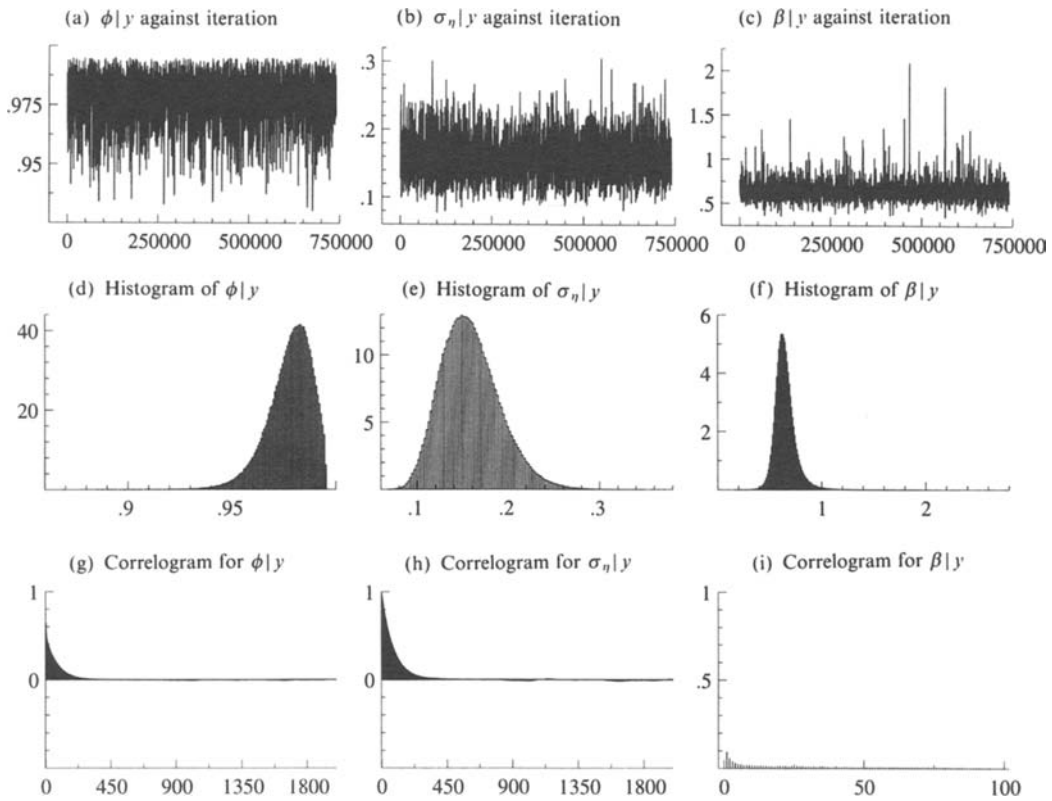 (a) ϕ|y against iteration
(b) σ_η|y against iteration
(c) β|y against iteration
.975
.95
0 250000 500000 750000
.3
.2
.1
0 250000 500000 750000
2
1.5
1
.5
0 250000 500000 750000
(d) Histogram of ϕ|y
(e) Histogram of σ_η|y
(f) Histogram of β|y
40
20
.9 .95
10
5
.1 .2 .3
6
4
2
1 2
(g) Correlogram for ϕ|y
(h) Correlogram for σ_η|y
(i) Correlogram for β|y
1
0
0 450 900 1350 1800
1
0
0 450 900 1350 1800
1
.5
0 50 100